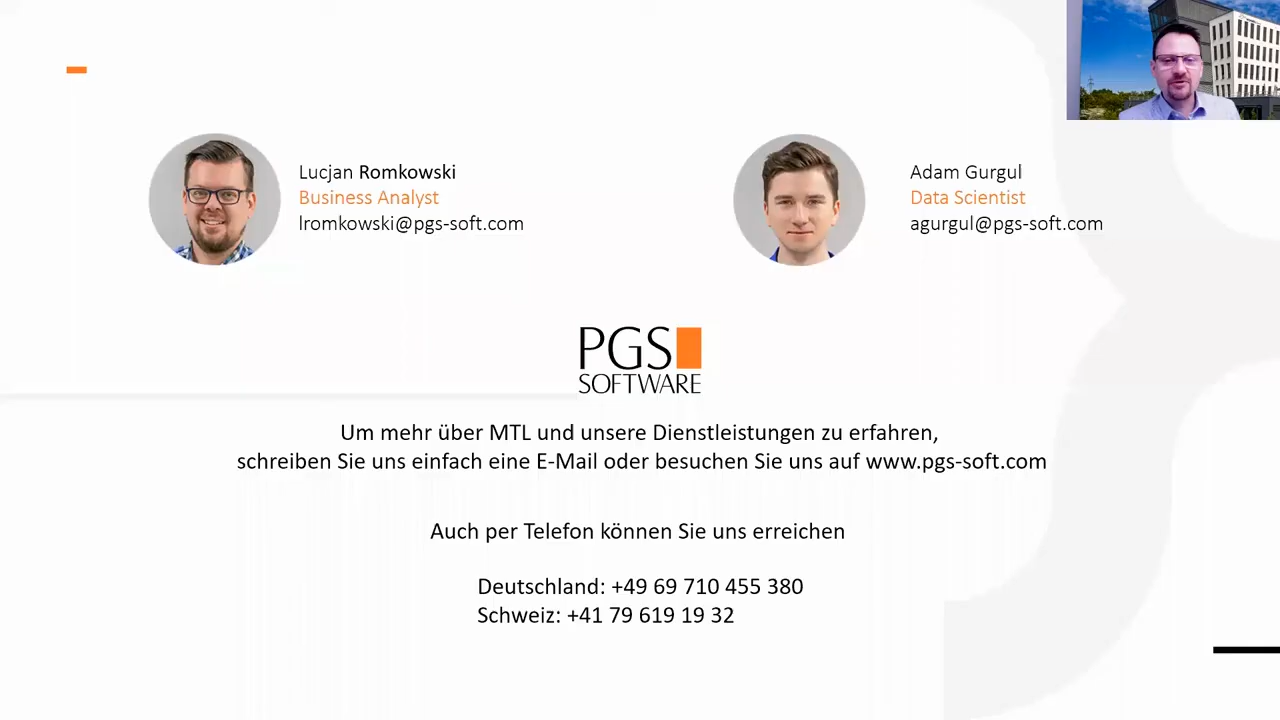 Lucjan Romkowski
Business Analyst
lromkowski@pgs-soft.com
Adam Gurgul
Data Scientist
agurgul@pgs-soft.com
PGS
SOFTWARE
Um mehr über MTL und unsere Dienstleistungen zu erfahren,
schreiben Sie uns einfach eine E-Mail oder besuchen Sie uns auf www.pgs-soft.com
Auch per Telefon können Sie uns erreichen
Deutschland: +49 69 710 455 380
Schweiz: +41 79 619 19 32